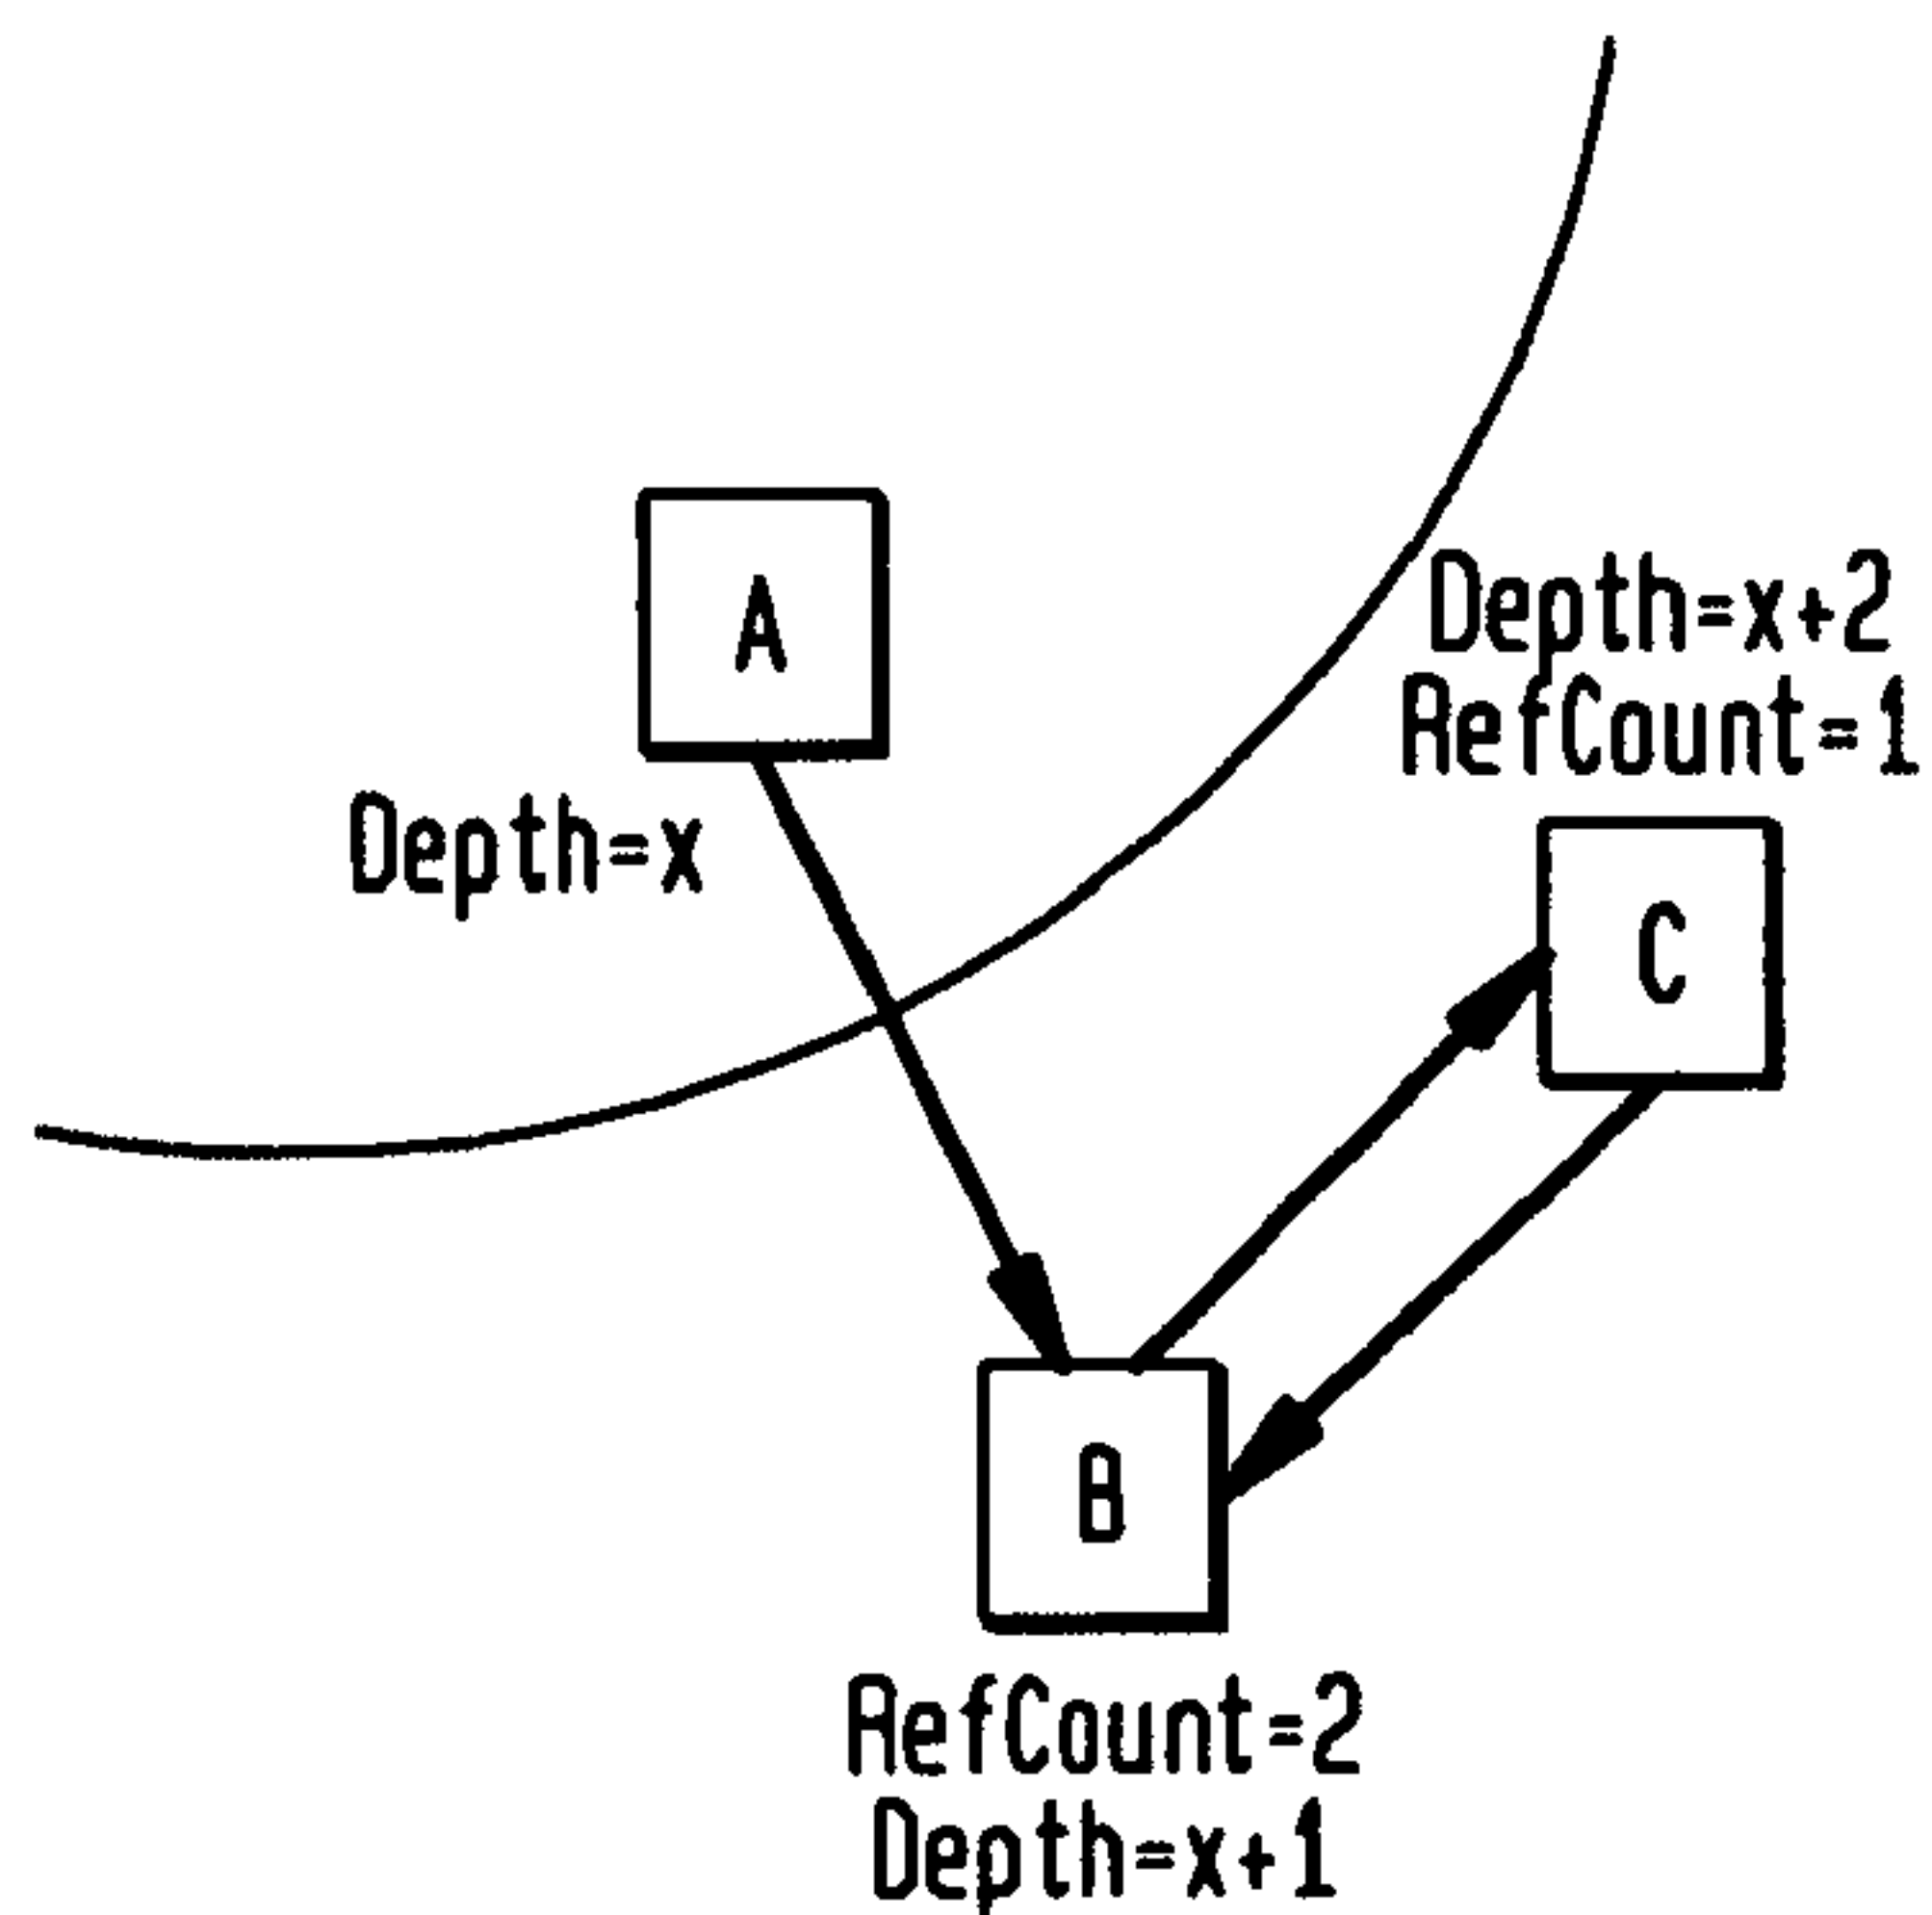 A
Depth=x+2
RefCount=1
Depth=x
C
B
RefCount=2
Depth=x+1